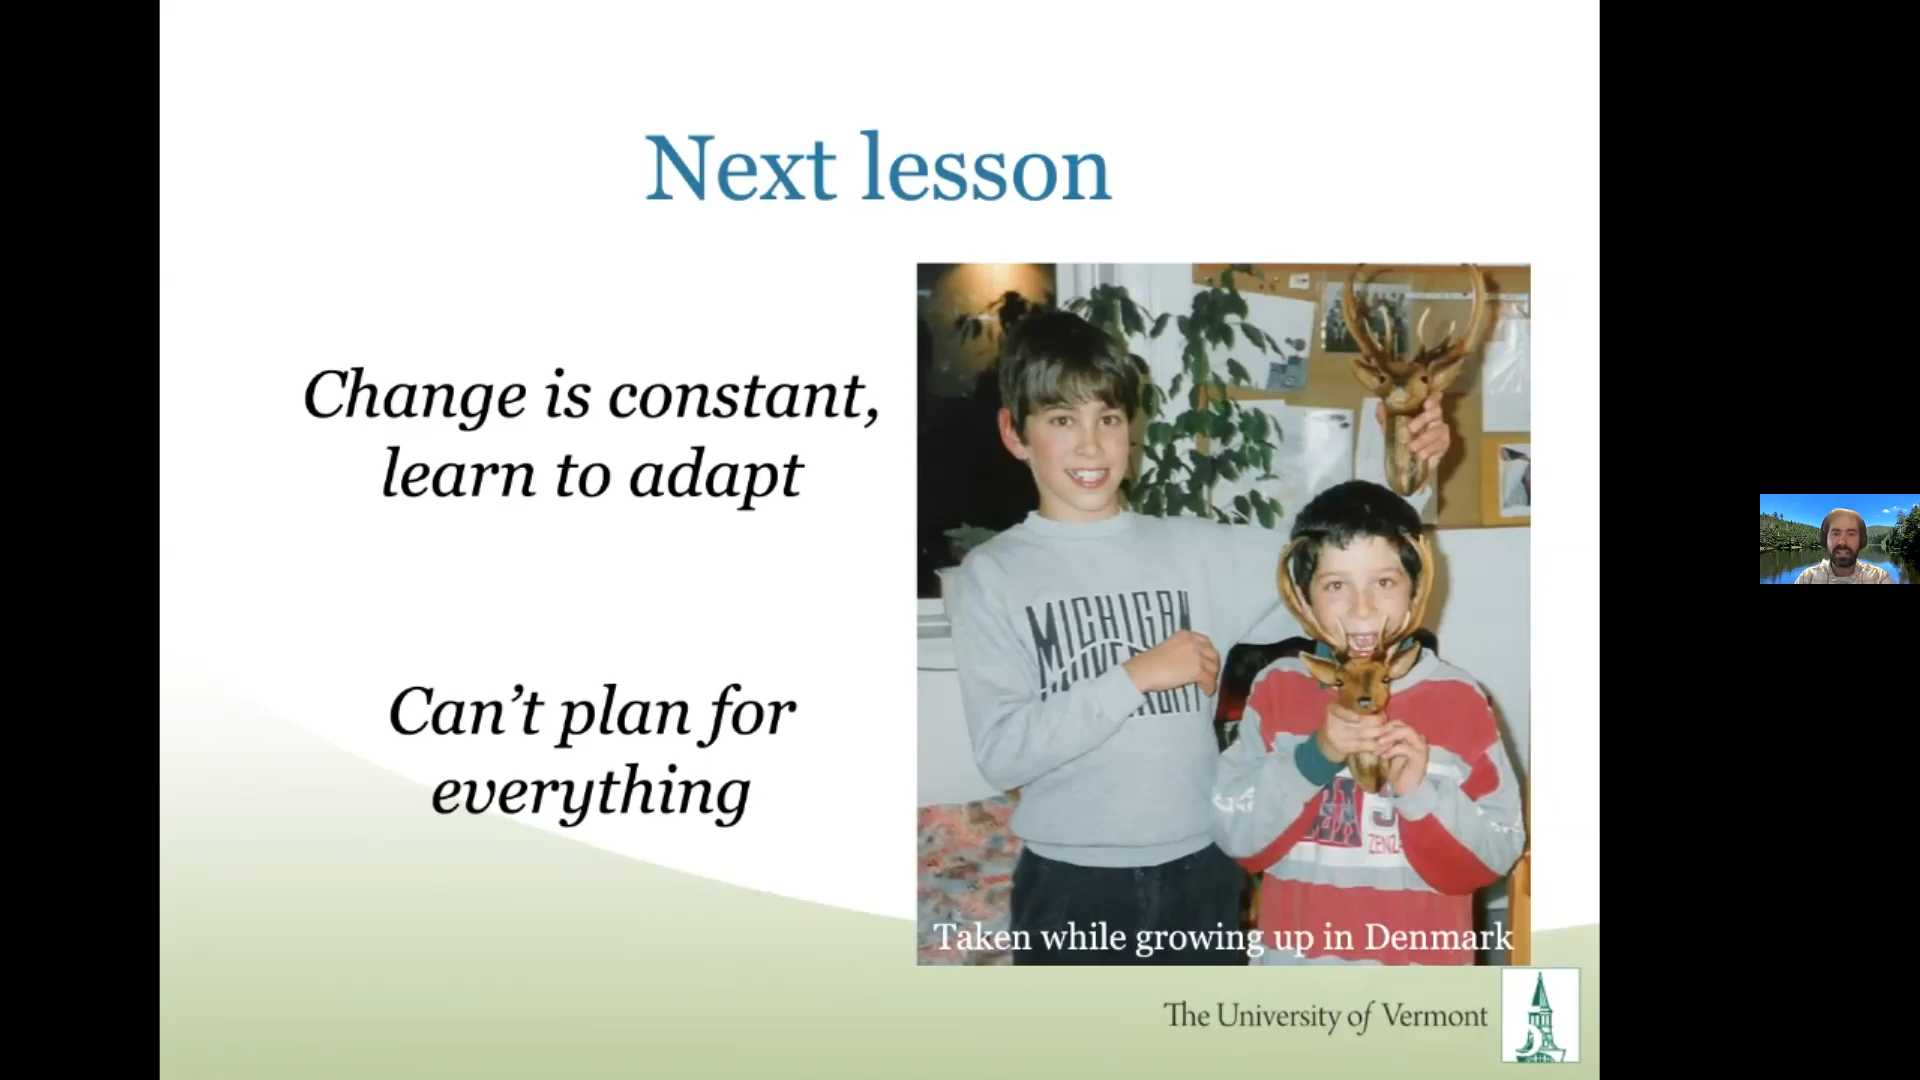 Next lesson
Change is constant,
learn to adapt
Can't plan for
everything
MICHIGAN
ZENZ
Taken while growing up in Denmark
The University of Vermont